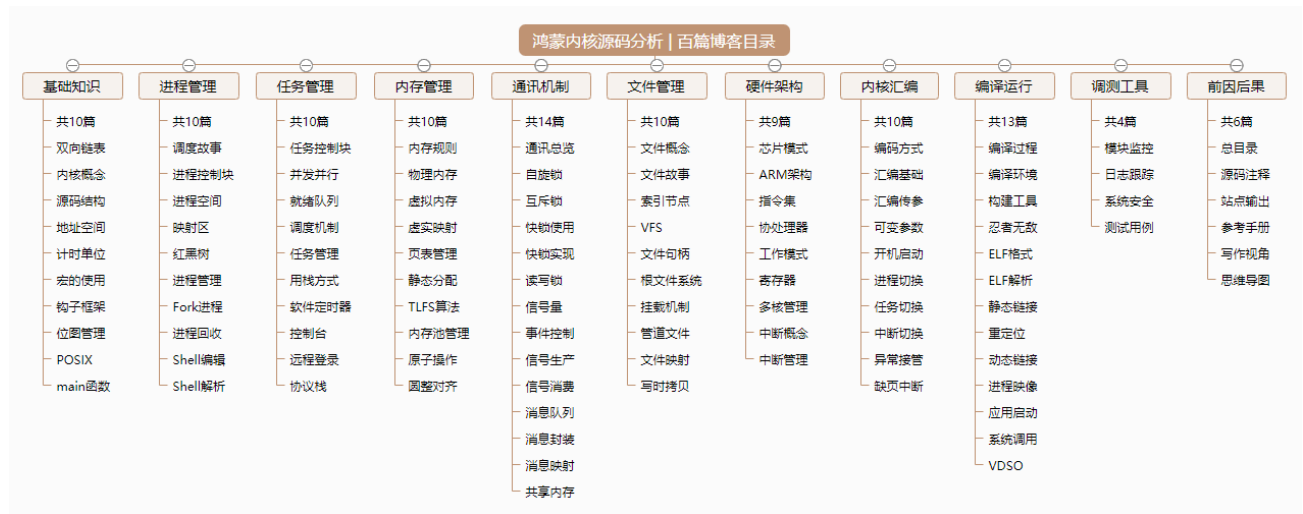 鸿蒙内核源码分析 | 百篇博客目录
基础知识
共10篇
双向链表
内核概念
源码结构
地址空间
计时单位
宏的使用
钩子框架
位图管理
POSIX
main函数
进程管理
共10篇
调度故事
进程控制块
进程空间
映射区
红黑树
进程管理
Fork进程
进程回收
Shell编辑
Shell解析
任务管理
共10篇
任务控制块
并发并行
就绪队列
调度机制
任务管理
用栈方式
软件定时器
控制台
远程登录
协议栈
内存管理
共10篇
内存规则
物理内存
虚拟内存
虚实映射
页表管理
静态分配
TLFS算法
内存池管理
原子操作
圆整对齐
通讯机制
共14篇
通讯总览
自旋锁
互斥锁
快锁使用
快锁实现
读写锁
信号量
事件控制
信号生产
信号消费
消息队列
消息封装
消息映射
共享内存
文件管理
共10篇
文件概念
文件故事
索引节点
VFS
文件句柄
根文件系统
挂载机制
管道文件
文件映射
写时拷贝
硬件架构
共9篇
芯片模式
ARM架构
指令集
协处理器
工作模式
寄存器
多核管理
中断概念
中断管理
内核汇编
共10篇
编码方式
汇编基础
汇编传参
可变参数
开机启动
进程切换
任务切换
中断切换
异常接管
缺页中断
编译运行
共13篇
编译过程
编译环境
构建工具
忍者无敌
ELF格式
ELF解析
静态链接
重定位
动态链接
进程映像
应用启动
系统调用
VDSO
调测工具
共4篇
模块监控
日志跟踪
系统安全
测试用例
前因后果
共6篇
总目录
源码注释
站点输出
参考手册
写作视角
思维导图